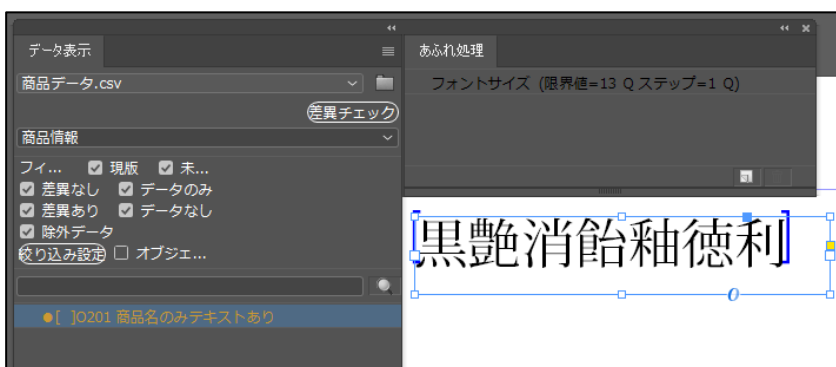 データ表示
商品データ.csv
差異チェック
商品情報
フィ... 現版 未...
差異なし データのみ
差異あり データなし
除外データ
絞り込み設定 オブジェ...
●[ ]O201 商品名のみテキストあり
あふれ処理
フォントサイズ (限界値=13 Q ステップ=1 Q)
黒艶消飴釉徳利